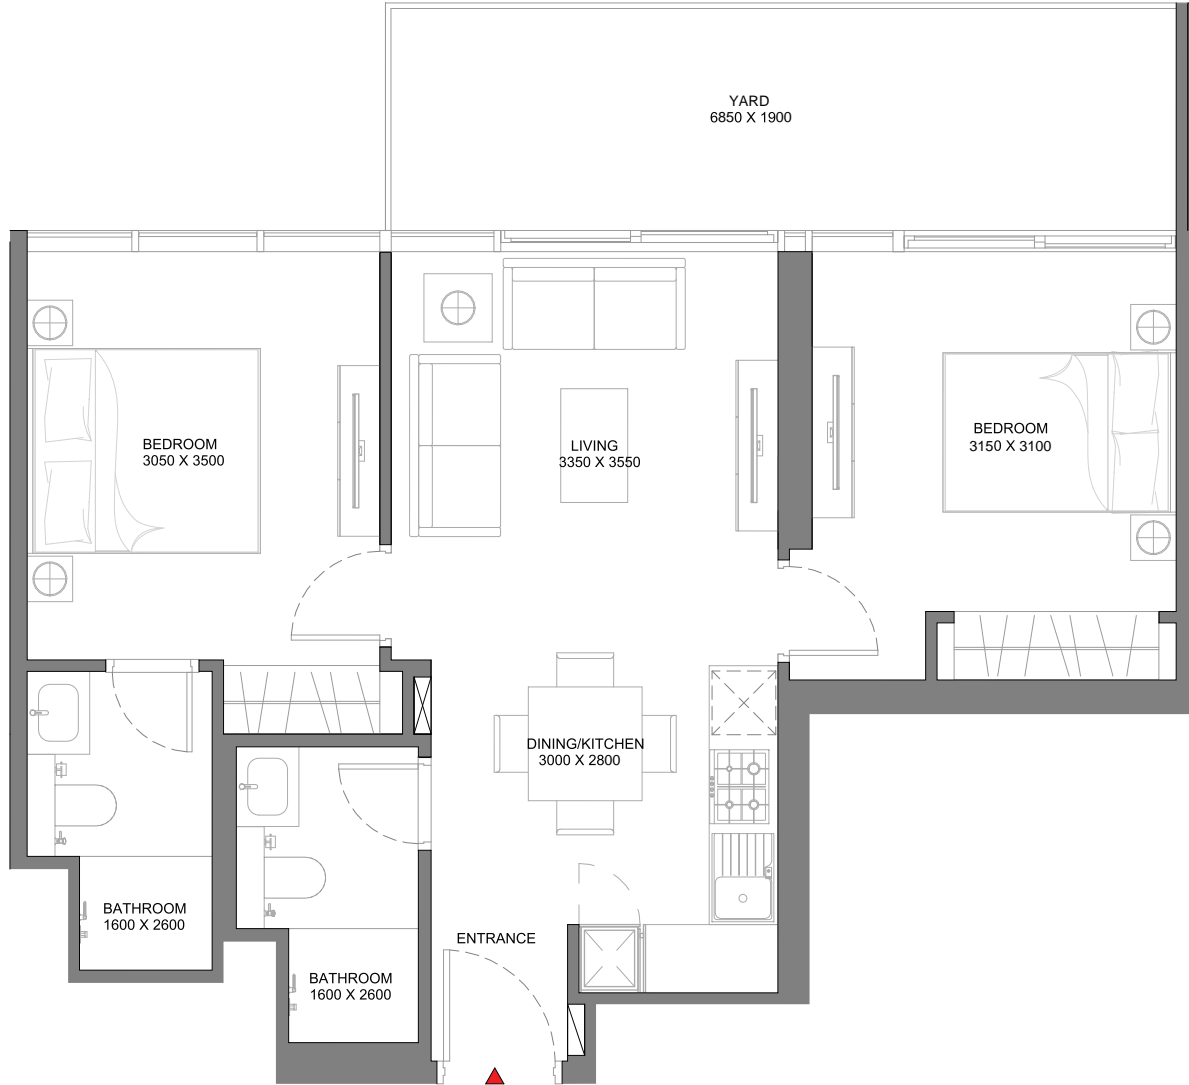 YARD
6850 X 1900
BEDROOM
3050 X 3500
LIVING
3350 X 3550
BEDROOM
3150 X 3100
DINING/KITCHEN
3000 X 2800
BATHROOM
1600 X 2600
ENTRANCE
BATHROOM
1600 X 2600